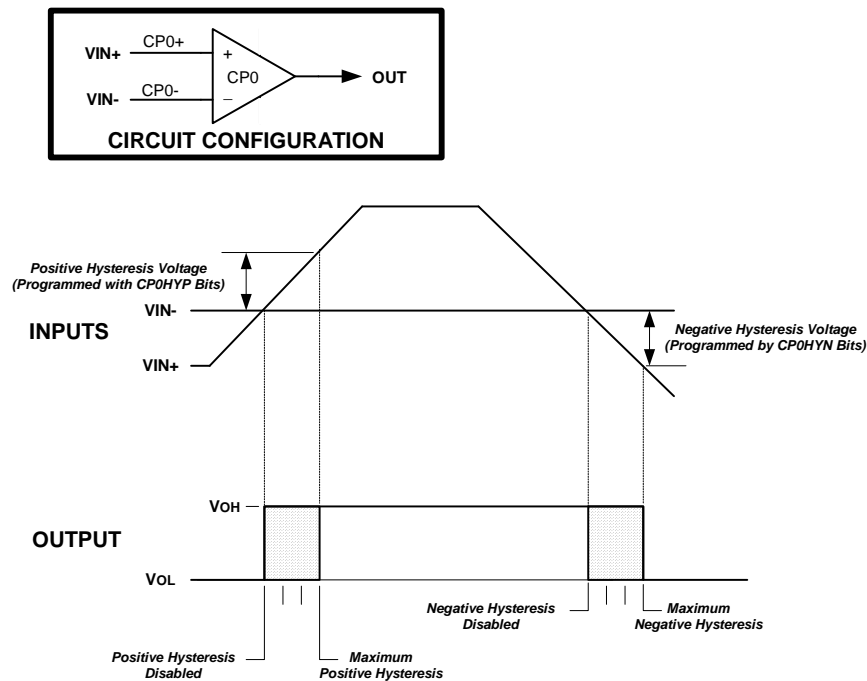 VIN+
CP0+
+
CP0
OUT
VIN-
CP0-
–
CIRCUIT CONFIGURATION
Positive Hysteresis Voltage
(Programmed with CP0HYP Bits)
VIN-
INPUTS
VIN+
Negative Hysteresis Voltage
(Programmed by CP0HYN Bits)
VOH
OUTPUT
VOL
Negative Hysteresis
Disabled
Maximum
Negative Hysteresis
Positive Hysteresis
Disabled
Maximum
Positive Hysteresis